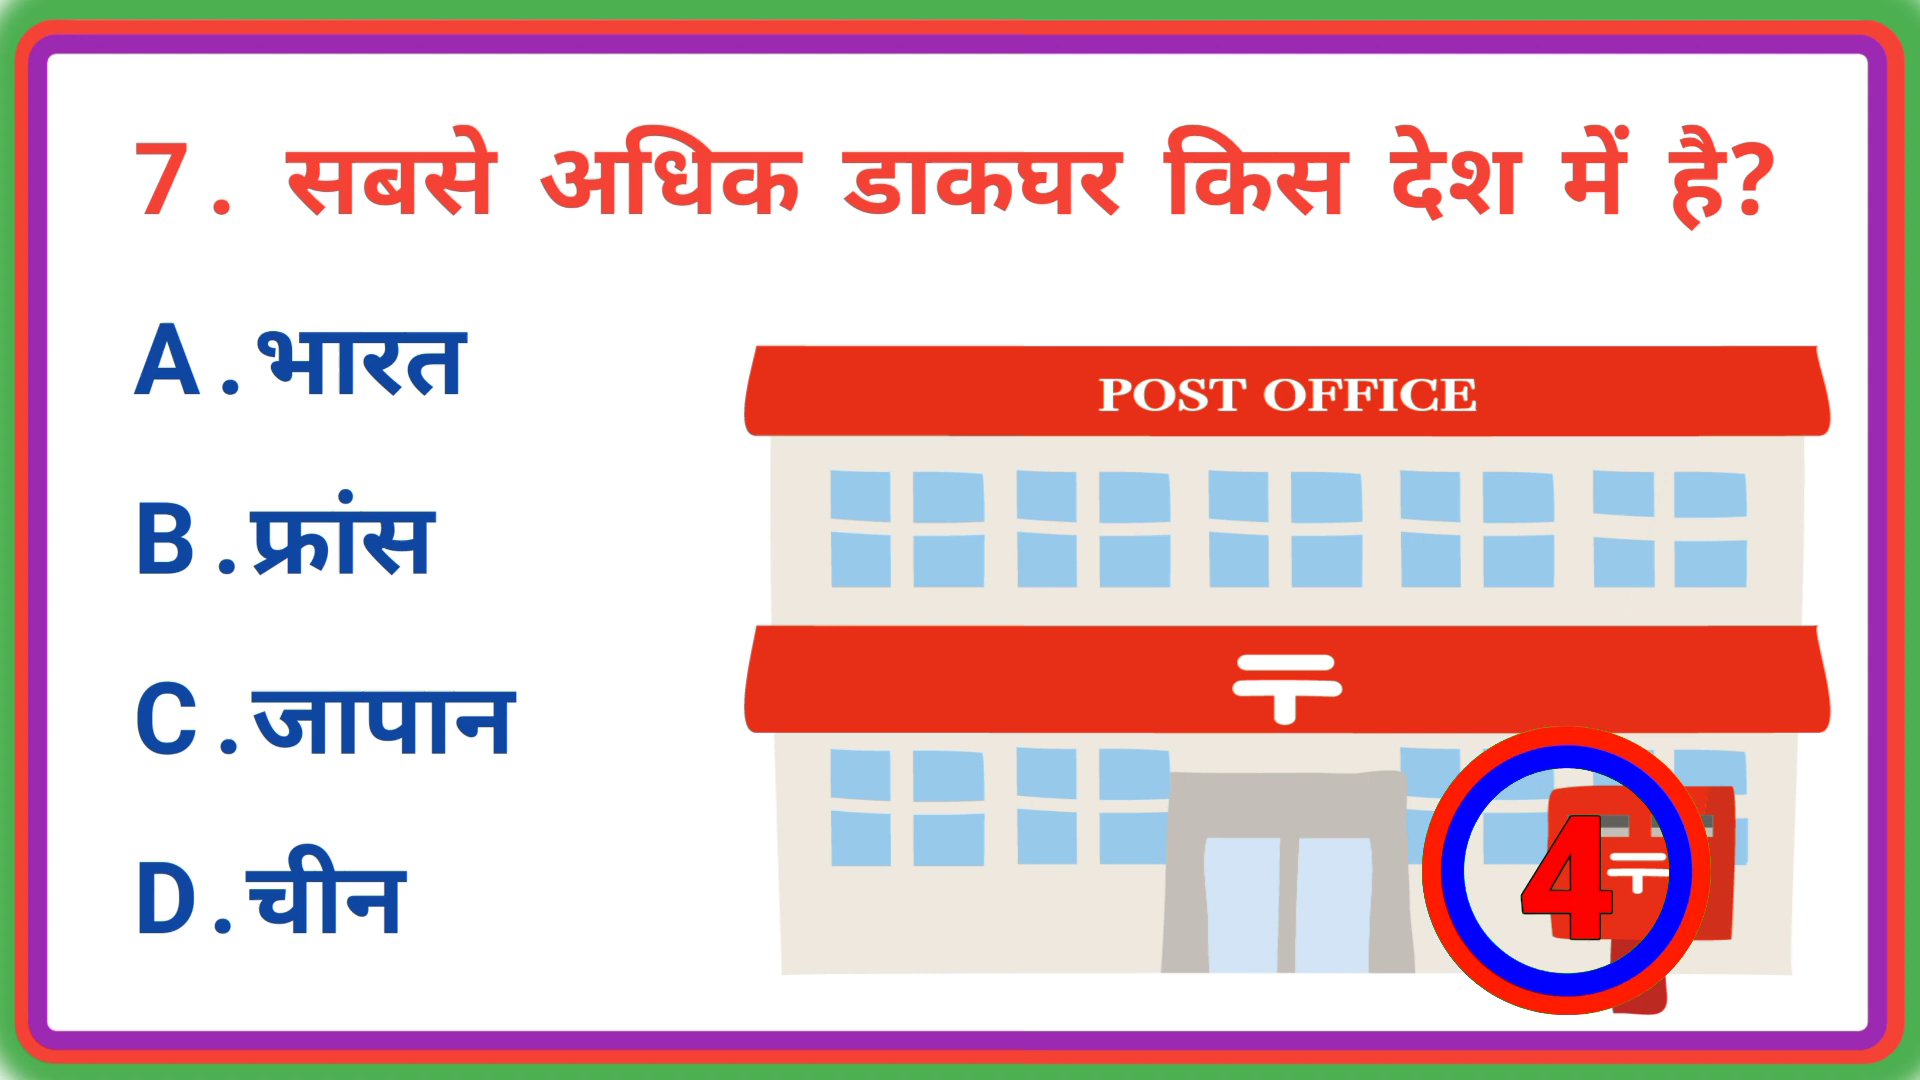 7. सबसे अधिक डाकघर किस देश में है?
A.भारत
B.फ्रांस
C.जापान
D.चीन
POST OFFICE
〒
4
〒